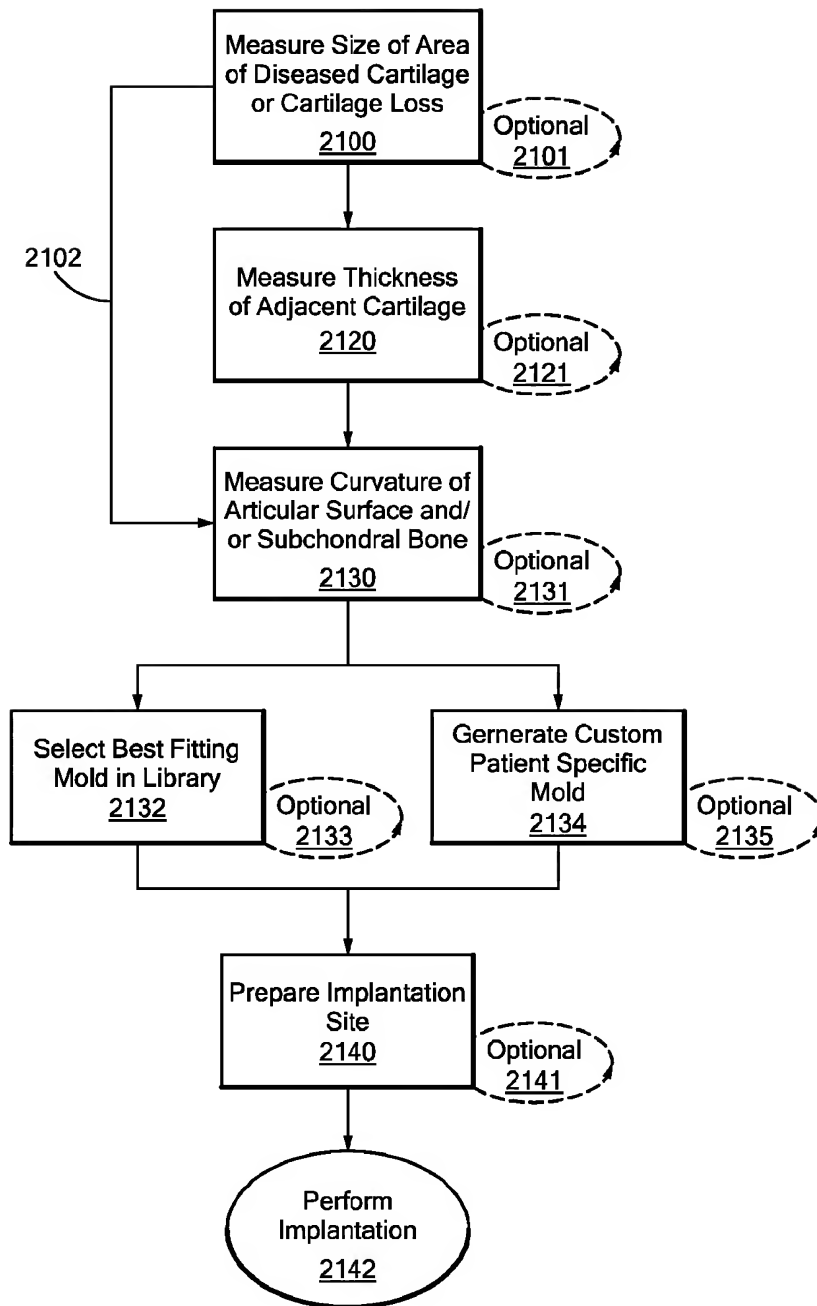 Measure Size of Area
of Diseased Cartilage
or Cartilage Loss
2100
Optional
2101
2102
Measure Thickness
of Adjacent Cartilage
2120
Optional
2121
Measure Curvature of
Articular Surface and/
or Subchondral Bone
2130
Optional
2131
Select Best Fitting
Mold in Library
2132
Optional
2133
Gernerate Custom
Patient Specific
Mold
2134
Optional
2135
Prepare Implantation
Site
2140
Optional
2141
Perform
Implantation
2142